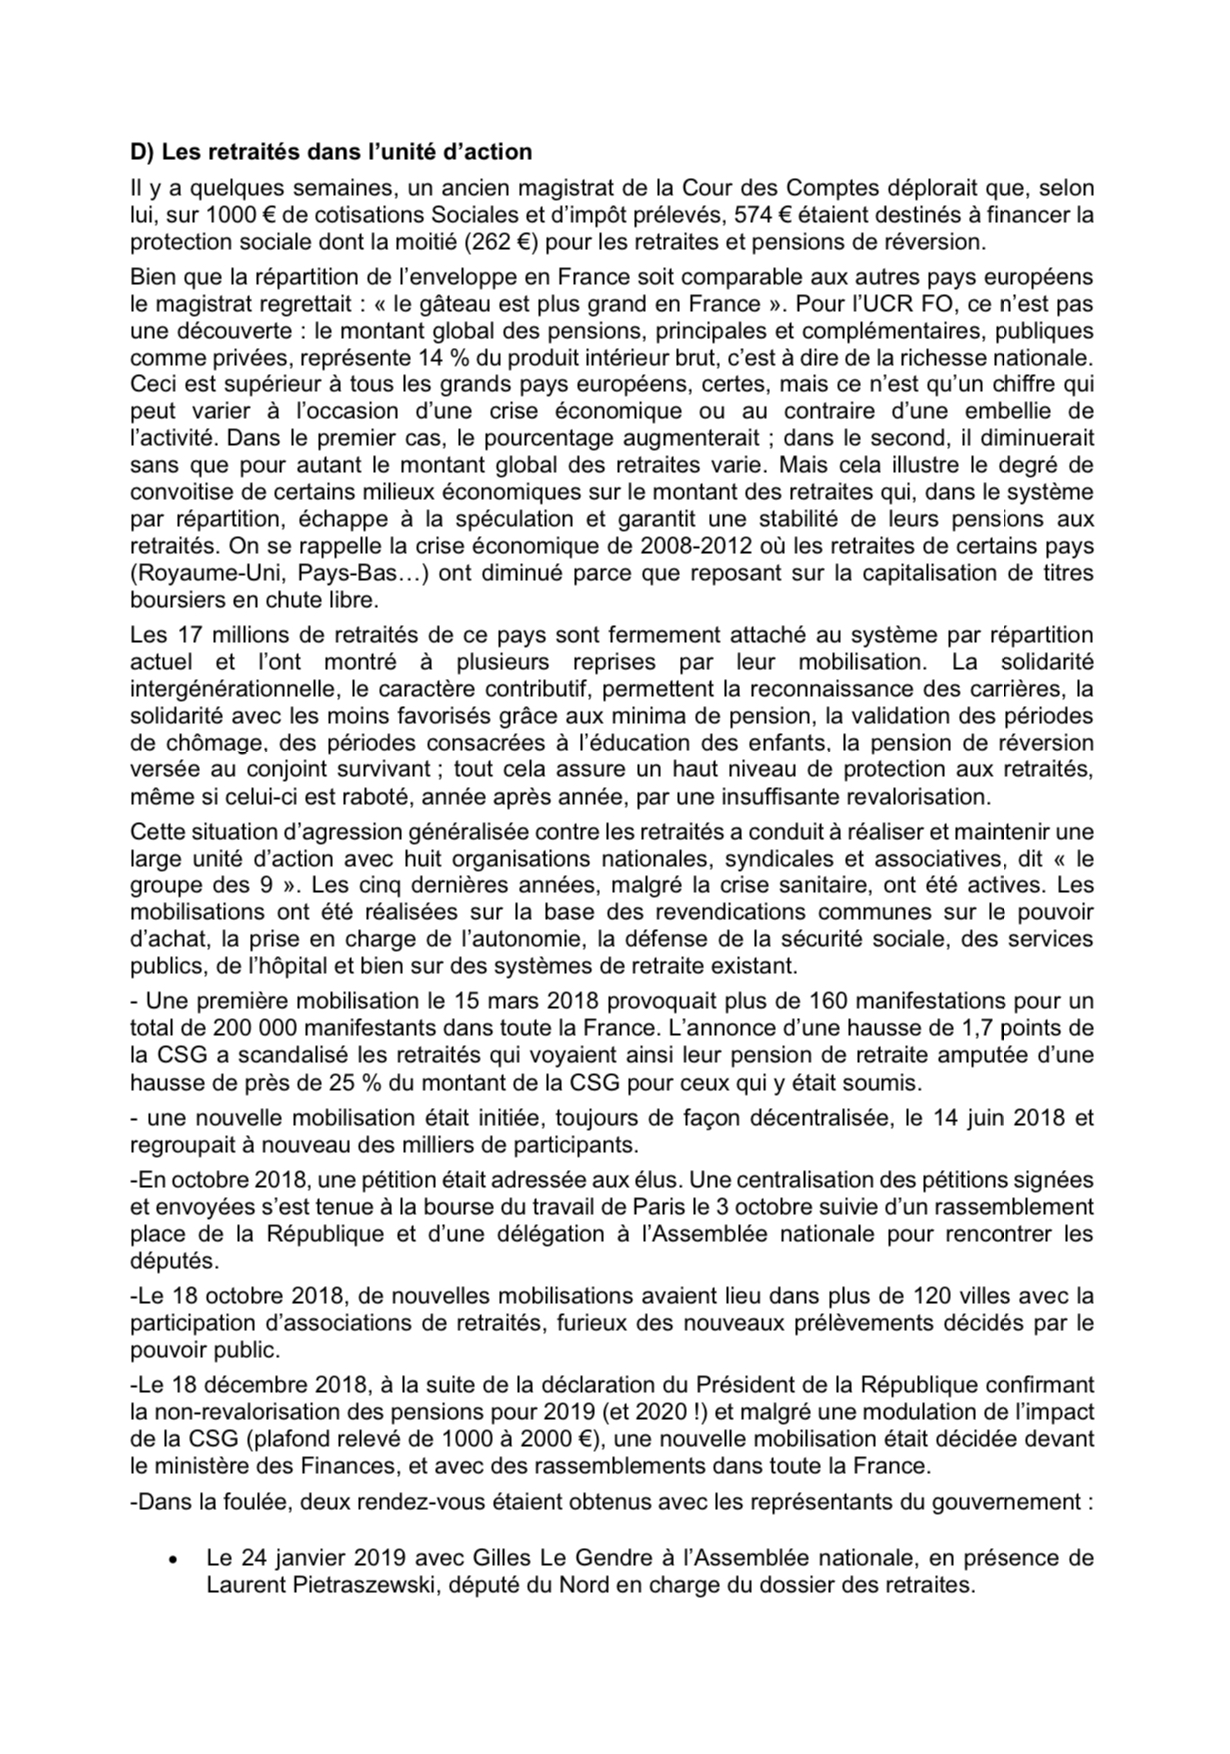 D) Les retraités dans l’unité d’action
Il y a quelques semaines, un ancien magistrat de la Cour des Comptes déplorait que, selon
lui, sur 1000 € de cotisations Sociales et d’impôt prélevés, 574 € étaient destinés à financer la
protection sociale dont la moitié (262 €) pour les retraites et pensions de réversion.
Bien que la répartition de l’enveloppe en France soit comparable aux autres pays européens
le magistrat regrettait : « le gâteau est plus grand en France ». Pour l’UCR FO, ce n’est pas
une découverte : le montant global des pensions, principales et complémentaires, publiques
comme privées, représente 14 % du produit intérieur brut, c’est à dire de la richesse nationale.
Ceci est supérieur à tous les grands pays européens, certes, mais ce n’est qu’un chiffre qui
peut varier à l’occasion d’une crise économique ou au contraire d’une embellie de
l’activité. Dans le premier cas, le pourcentage augmenterait ; dans le second, il diminuerait
sans que pour autant le montant global des retraites varie. Mais cela illustre le degré de
convoitise de certains milieux économiques sur le montant des retraites qui, dans le système
par répartition, échappe à la spéculation et garantit une stabilité de leurs pensions aux
retraités. On se rappelle la crise économique de 2008-2012 où les retraites de certains pays
(Royaume-Uni, Pays-Bas…) ont diminué parce que reposant sur la capitalisation de titres
boursiers en chute libre.
Les 17 millions de retraités de ce pays sont fermement attaché au système par répartition
actuel et l’ont montré à plusieurs reprises par leur mobilisation. La solidarité
intergénérationnelle, le caractère contributif, permettent la reconnaissance des carrières, la
solidarité avec les moins favorisés grâce aux minima de pension, la validation des périodes
de chômage, des périodes consacrées à l’éducation des enfants, la pension de réversion
versée au conjoint survivant ; tout cela assure un haut niveau de protection aux retraités,
même si celui-ci est raboté, année après année, par une insuffisante revalorisation.
Cette situation d’agression généralisée contre les retraités a conduit à réaliser et maintenir une
large unité d’action avec huit organisations nationales, syndicales et associatives, dit « le
groupe des 9 ». Les cinq dernières années, malgré la crise sanitaire, ont été actives. Les
mobilisations ont été réalisées sur la base des revendications communes sur le pouvoir
d’achat, la prise en charge de l’autonomie, la défense de la sécurité sociale, des services
publics, de l’hôpital et bien sur des systèmes de retraite existant.
- Une première mobilisation le 15 mars 2018 provoquait plus de 160 manifestations pour un
total de 200 000 manifestants dans toute la France. L’annonce d’une hausse de 1,7 points de
la CSG a scandalisé les retraités qui voyaient ainsi leur pension de retraite amputée d’une
hausse de près de 25 % du montant de la CSG pour ceux qui y était soumis.
- une nouvelle mobilisation était initiée, toujours de façon décentralisée, le 14 juin 2018 et
regroupait à nouveau des milliers de participants.
-En octobre 2018, une pétition était adressée aux élus. Une centralisation des pétitions signées
et envoyées s’est tenue à la bourse du travail de Paris le 3 octobre suivie d’un rassemblement
place de la République et d’une délégation à l’Assemblée nationale pour rencontrer les
députés.
-Le 18 octobre 2018, de nouvelles mobilisations avaient lieu dans plus de 120 villes avec la
participation d’associations de retraités, furieux des nouveaux prélèvements décidés par le
pouvoir public.
-Le 18 décembre 2018, à la suite de la déclaration du Président de la République confirmant
la non-revalorisation des pensions pour 2019 (et 2020 !) et malgré une modulation de l’impact
de la CSG (plafond relevé de 1000 à 2000 €), une nouvelle mobilisation était décidée devant
le ministère des Finances, et avec des rassemblements dans toute la France.
-Dans la foulée, deux rendez-vous étaient obtenus avec les représentants du gouvernement :
• Le 24 janvier 2019 avec Gilles Le Gendre à l’Assemblée nationale, en présence de
Laurent Pietraszewski, député du Nord en charge du dossier des retraites.